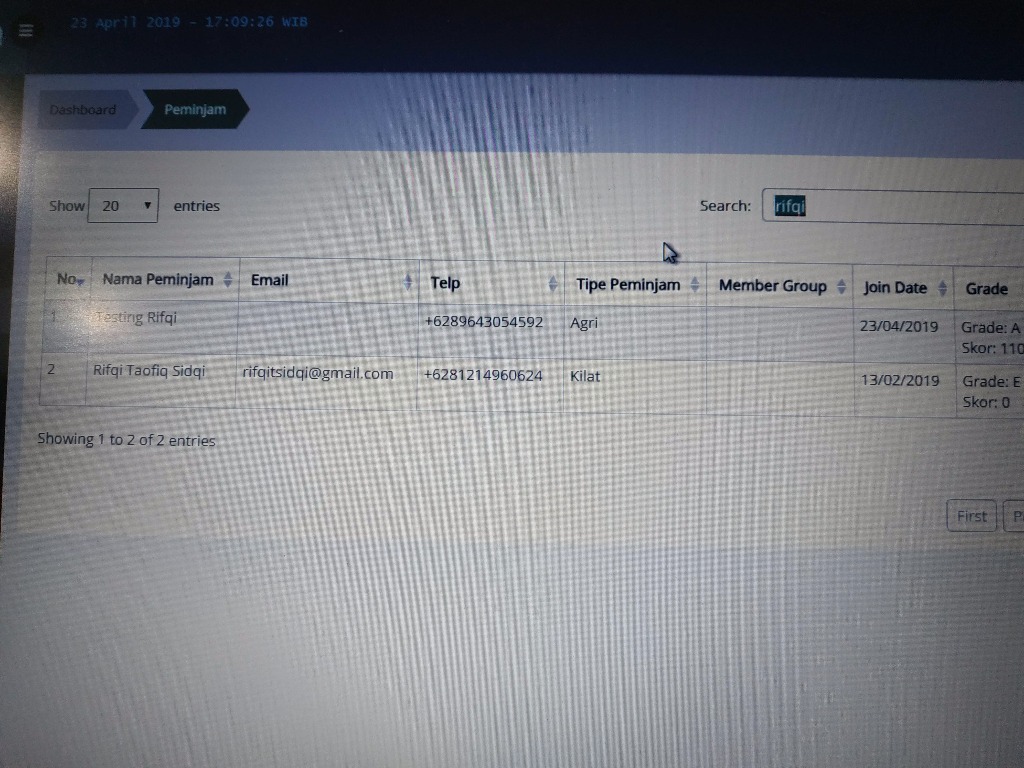 23 April 2019 - 17:09:26 WIB
Dashboard Peminjam
Show 20 entries Search: rifqi
No. Nama Peminjam Email Telp Tipe Peminjam Member Group Join Date Grade
1 Testing Rifqi +6289643054592 Agri 23/04/2019 Grade: A
Skor: 110
2 Rifqi Taofiq Sidqi rifqitsidqi@gmail.com +6281214960624 Kilat 13/02/2019 Grade: E
Skor: 0
Showing 1 to 2 of 2 entries
First